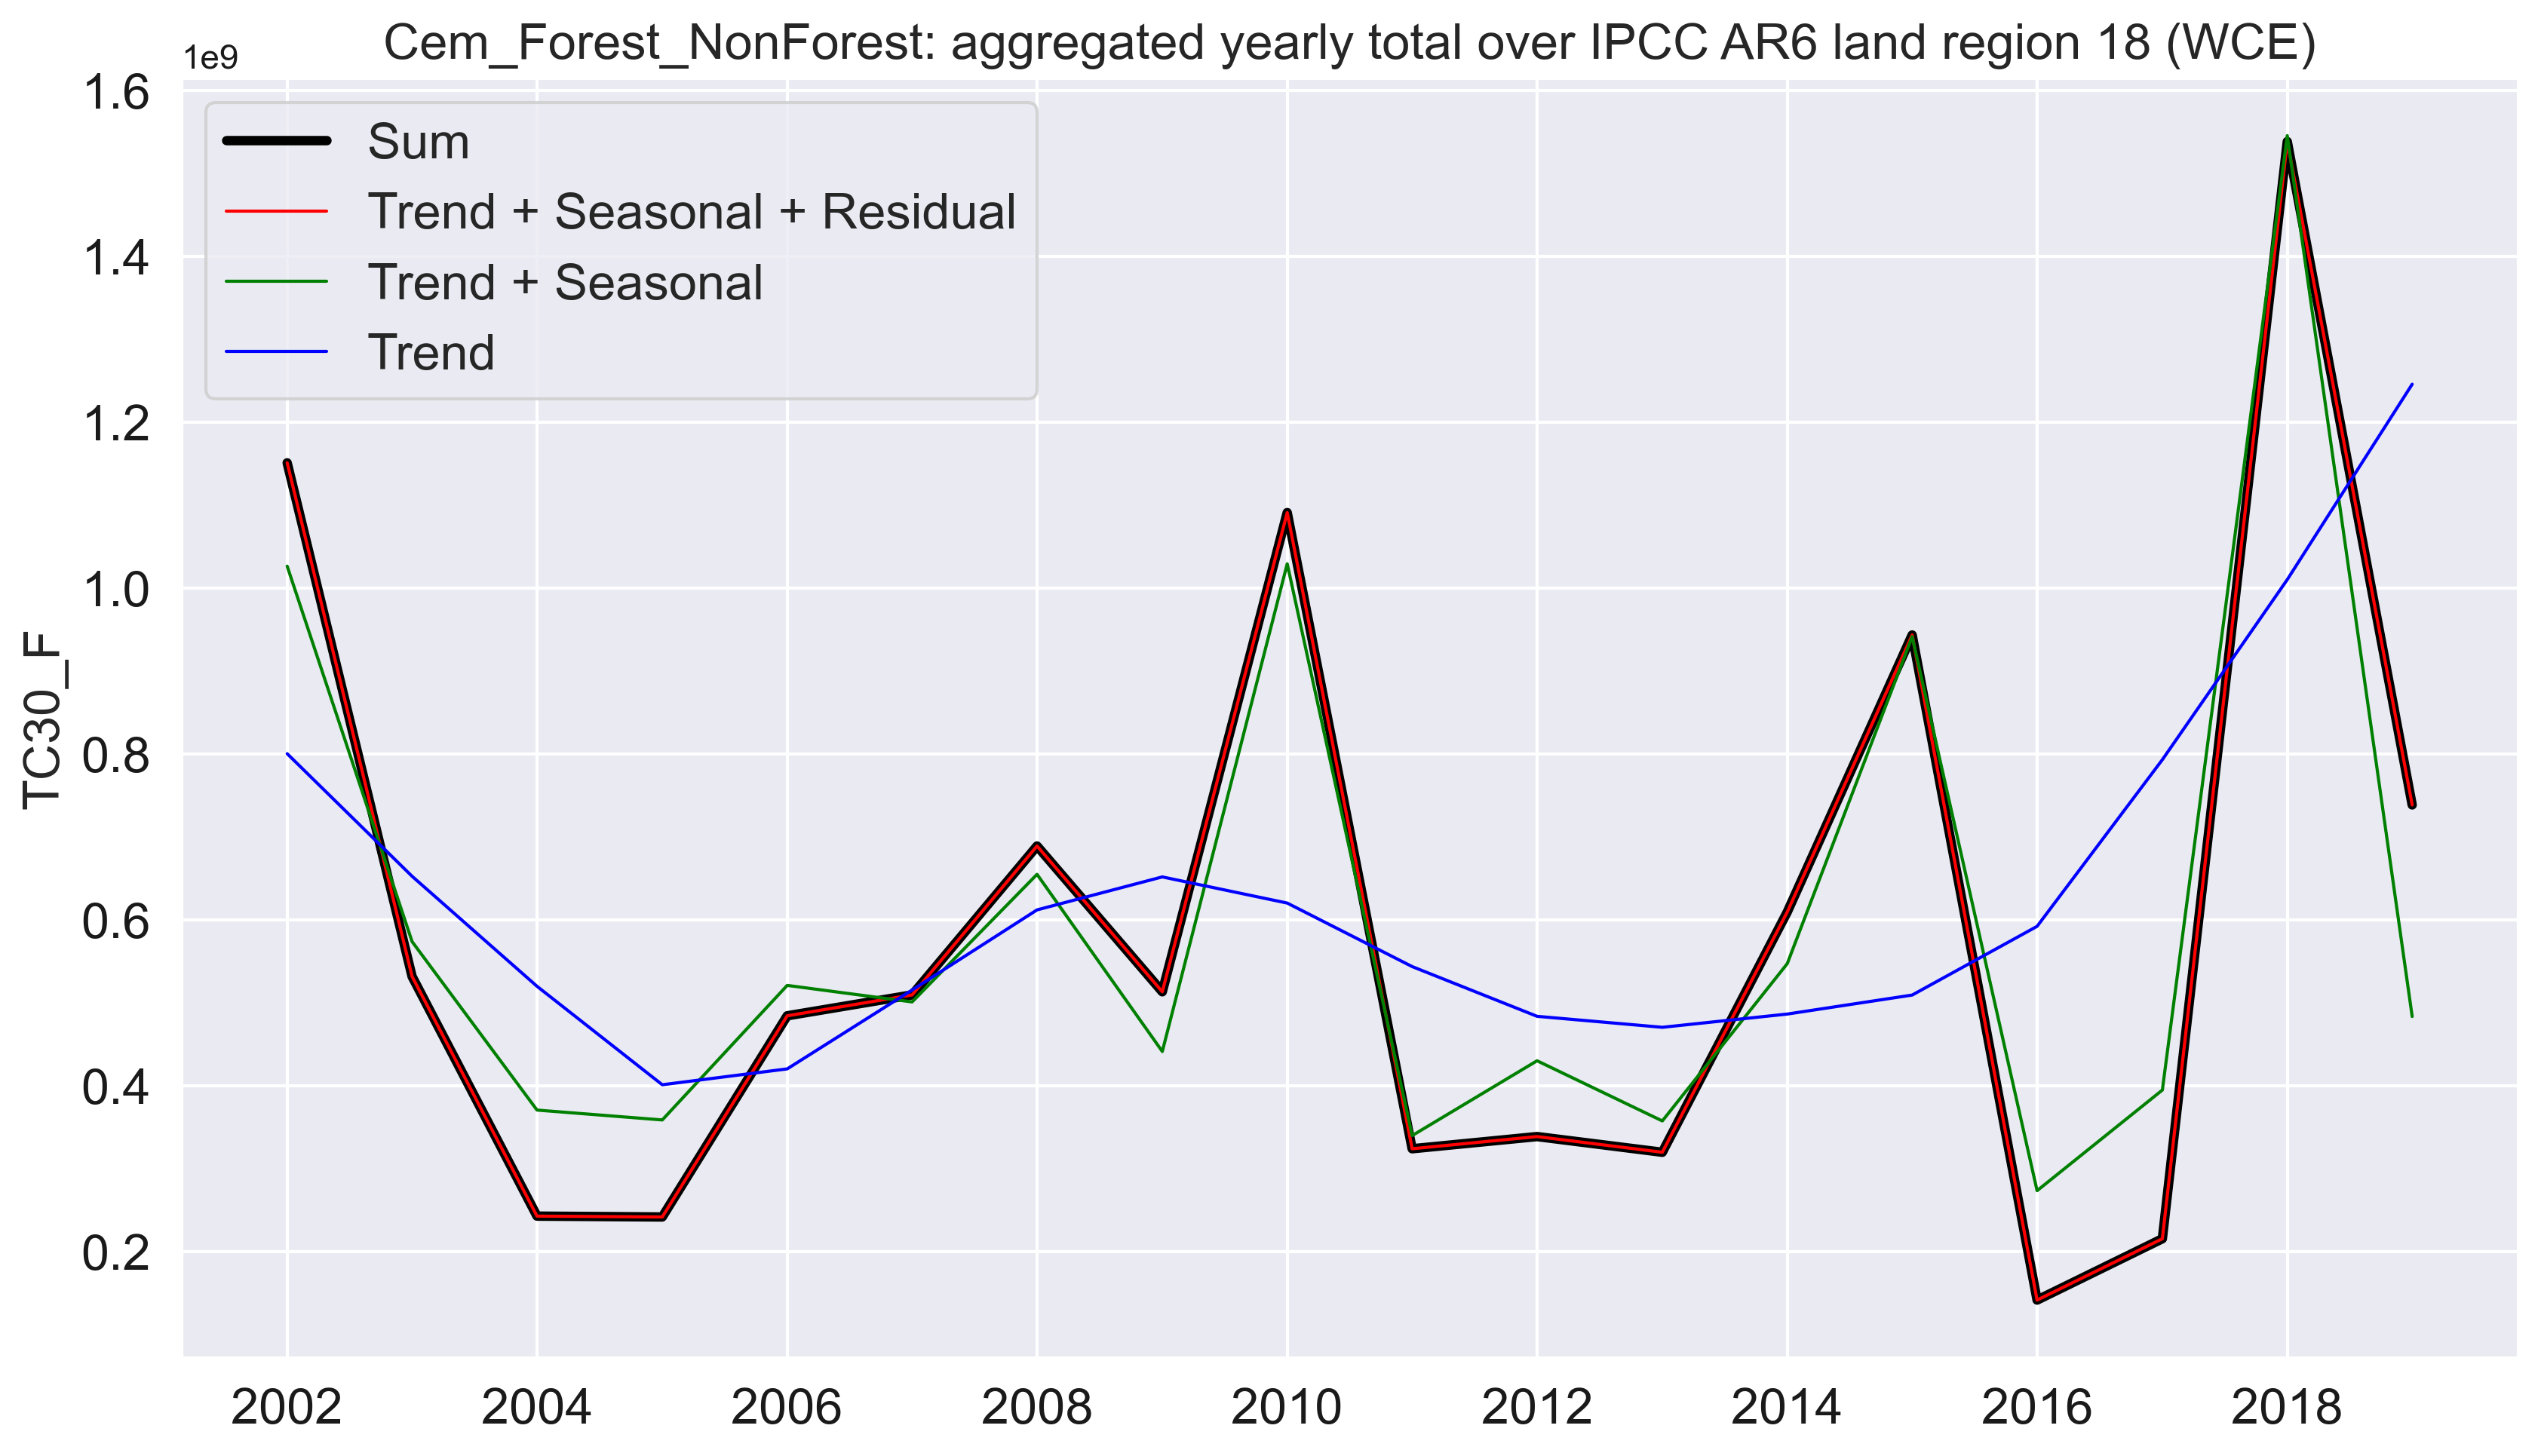 Cem_Forest_NonForest: aggregated yearly total over IPCC AR6 land region 18 (WCE)
1e9
1.6
1.4
1.2
1.0
0.8
0.6
0.4
0.2
TC30_F
Sum
Trend + Seasonal + Residual
Trend + Seasonal
Trend
2002 2004 2006 2008 2010 2012 2014 2016 2018